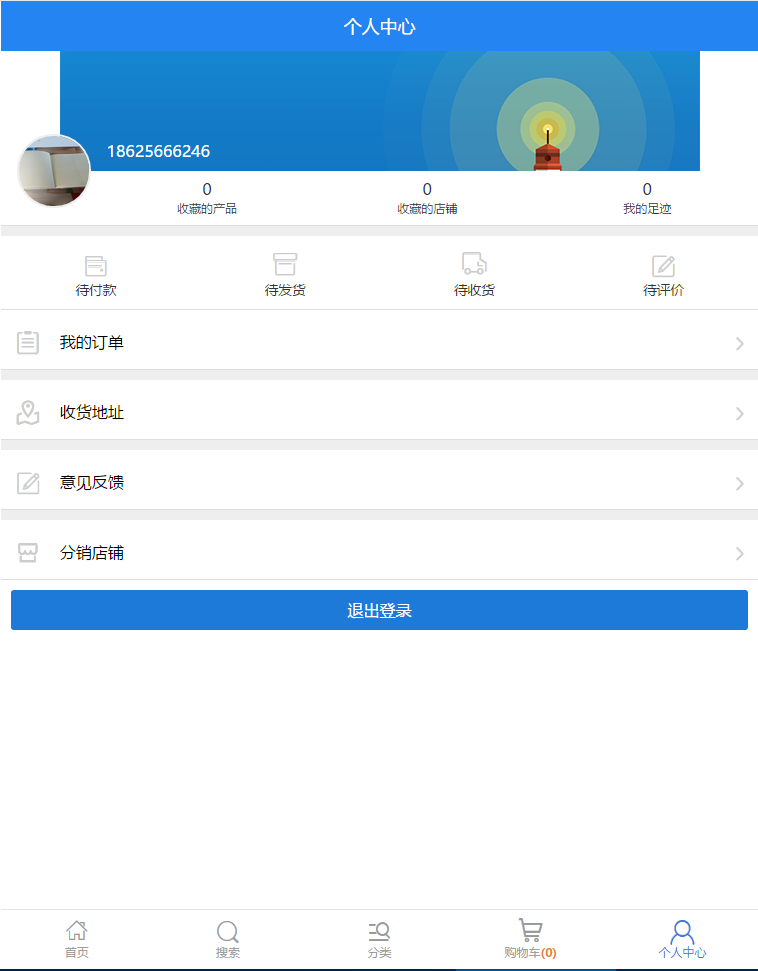 个人中心
18625666246
0 0 0
收藏的产品 收藏的店铺 我的足迹
待付款 待发货 待收货 待评价
我的订单
收货地址
意见反馈
分销店铺
退出登录
首页 搜索 分类 购物车(0) 个人中心